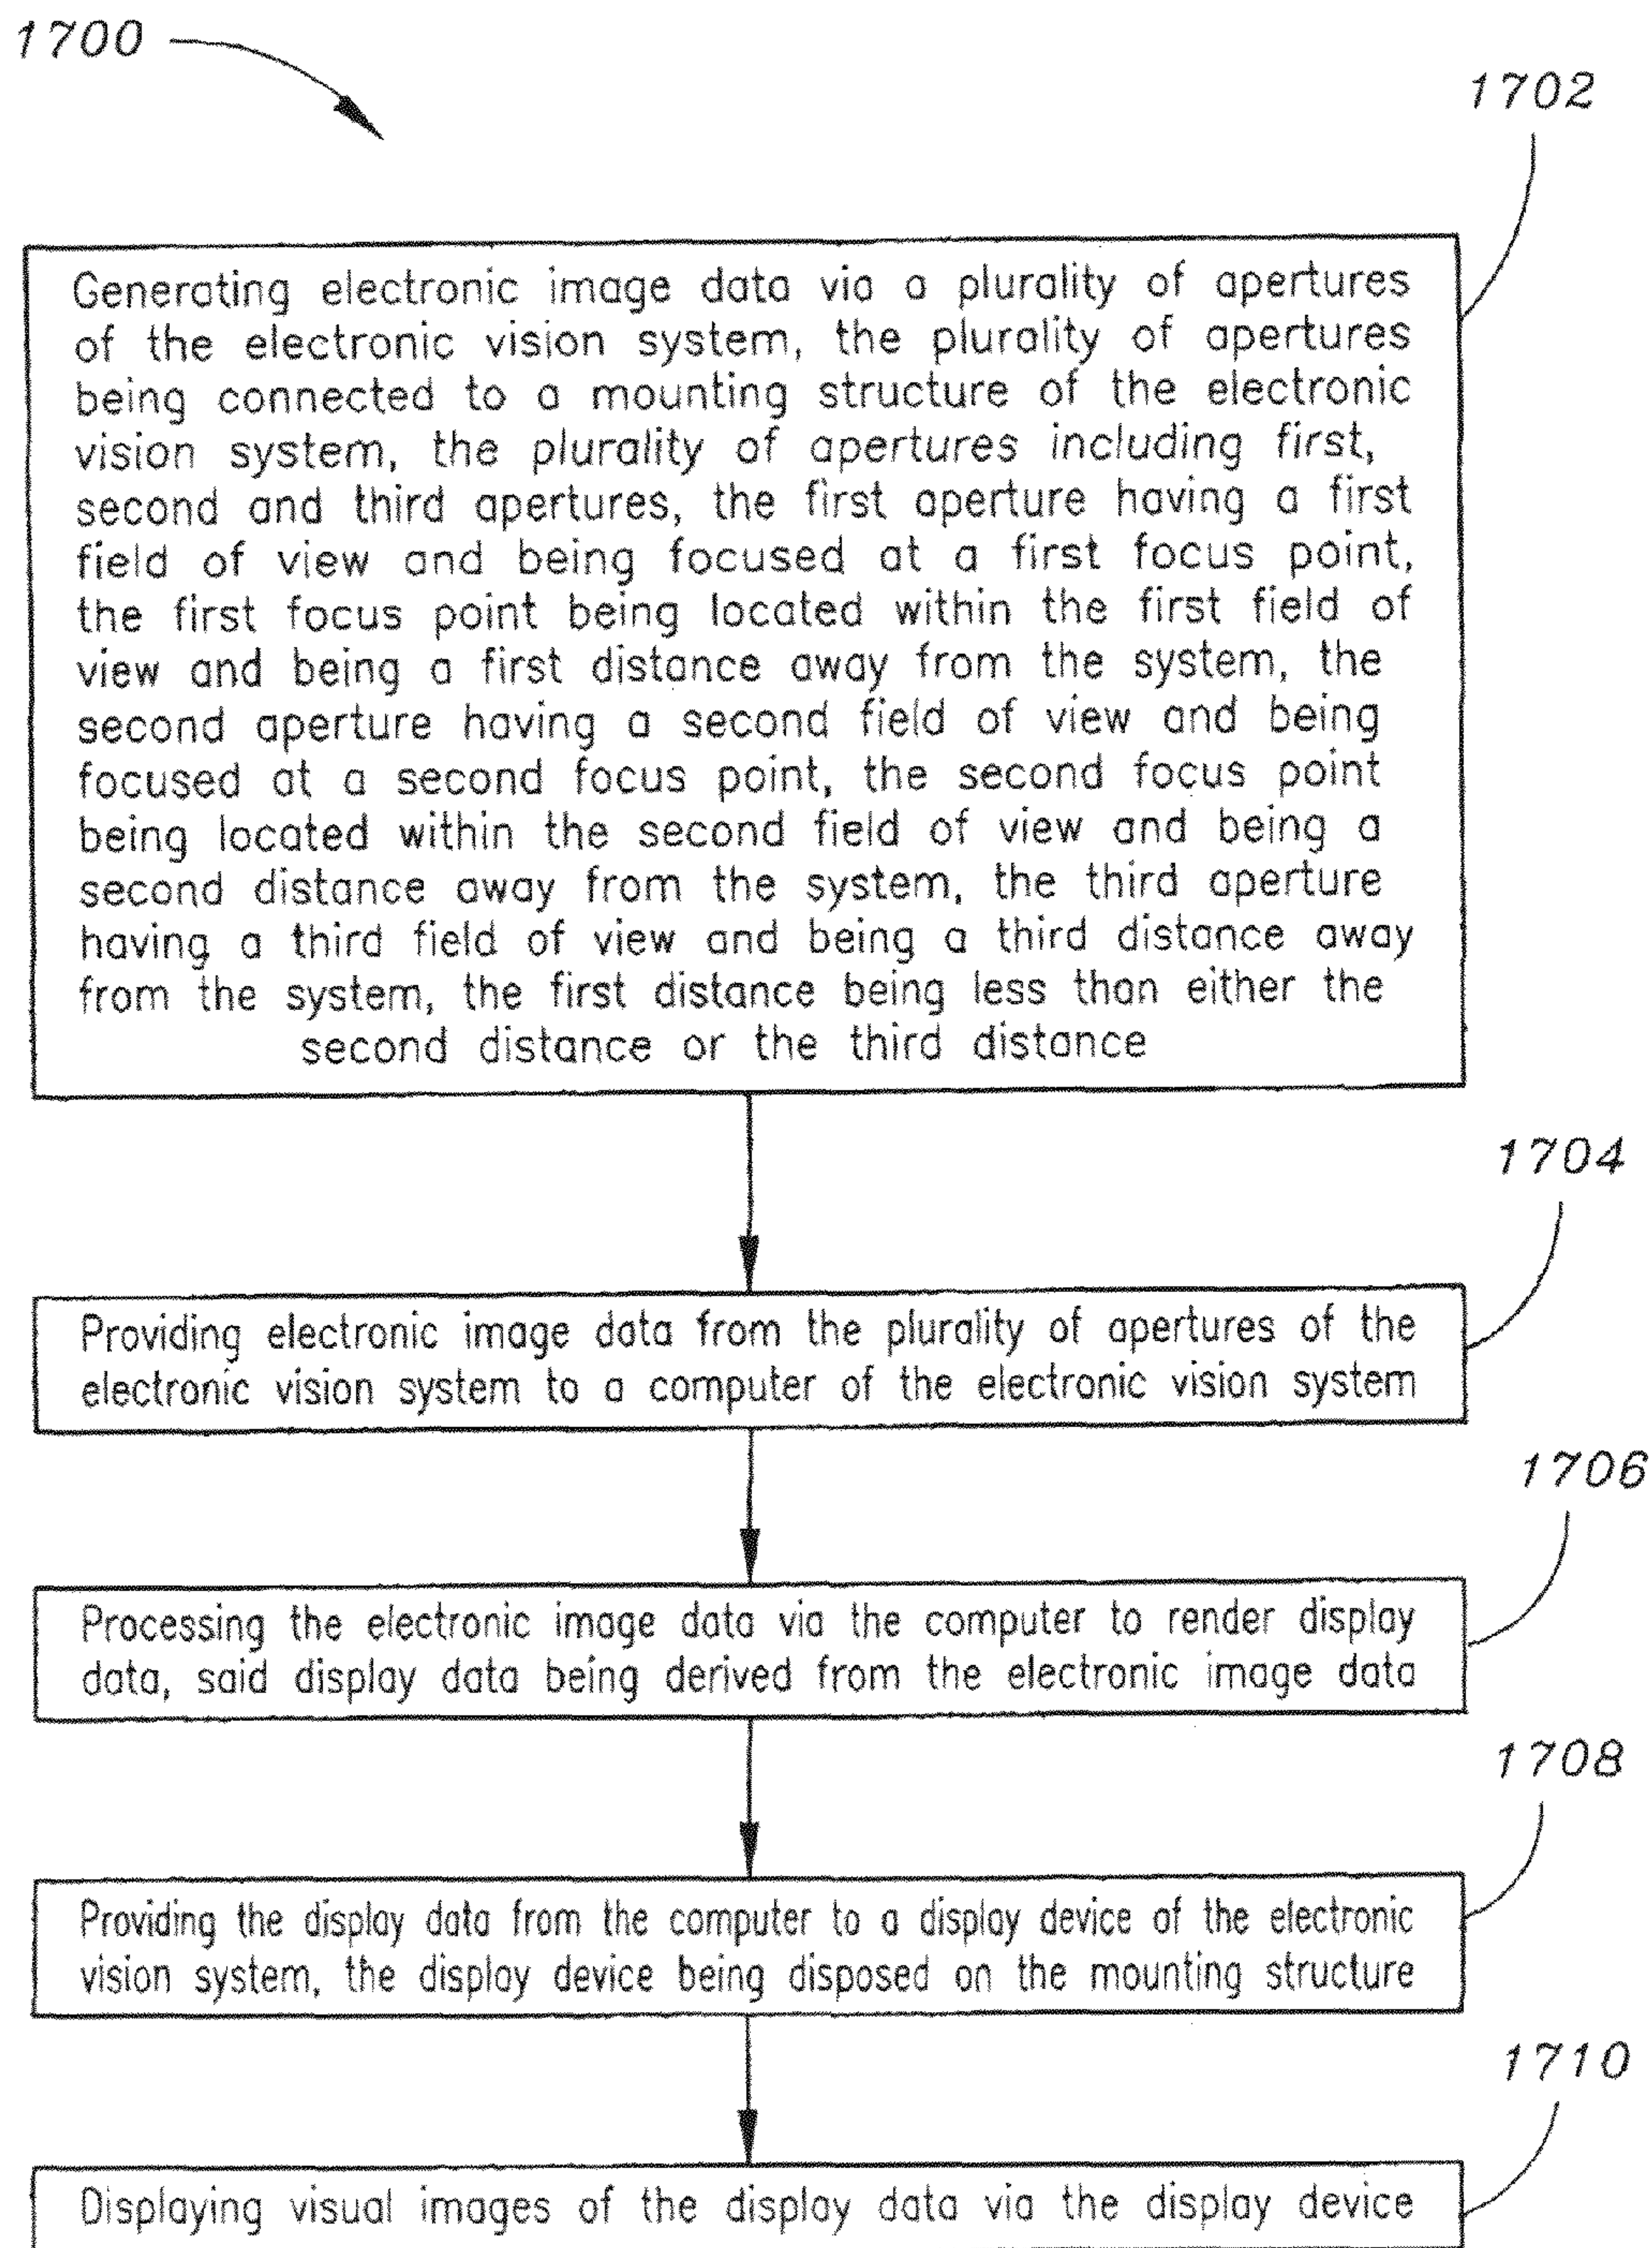 1700
1702
Generating electronic image data via a plurality of apertures
of the electronic vision system, the plurality of apertures
being connected to a mounting structure of the electronic
vision system, the plurality of apertures including first,
second and third apertures, the first aperture having a first
field of view and being focused at a first focus point,
the first focus point being located within the first field of
view and being a first distance away from the system, the
second aperture having a second field of view and being
focused at a second focus point, the second focus point
being located within the second field of view and being a
second distance away from the system, the third aperture
having a third field of view and being a third distance away
from the system, the first distance being less than either the
second distance or the third distance
1704
Providing electronic image data from the plurality of apertures of the
electronic vision system to a computer of the electronic vision system
1706
Processing the electronic image data via the computer to render display
data, said display data being derived from the electronic image data
1708
Providing the display data from the computer to a display device of the electronic
vision system, the display device being disposed on the mounting structure
1710
Displaying visual images of the display data via the display device